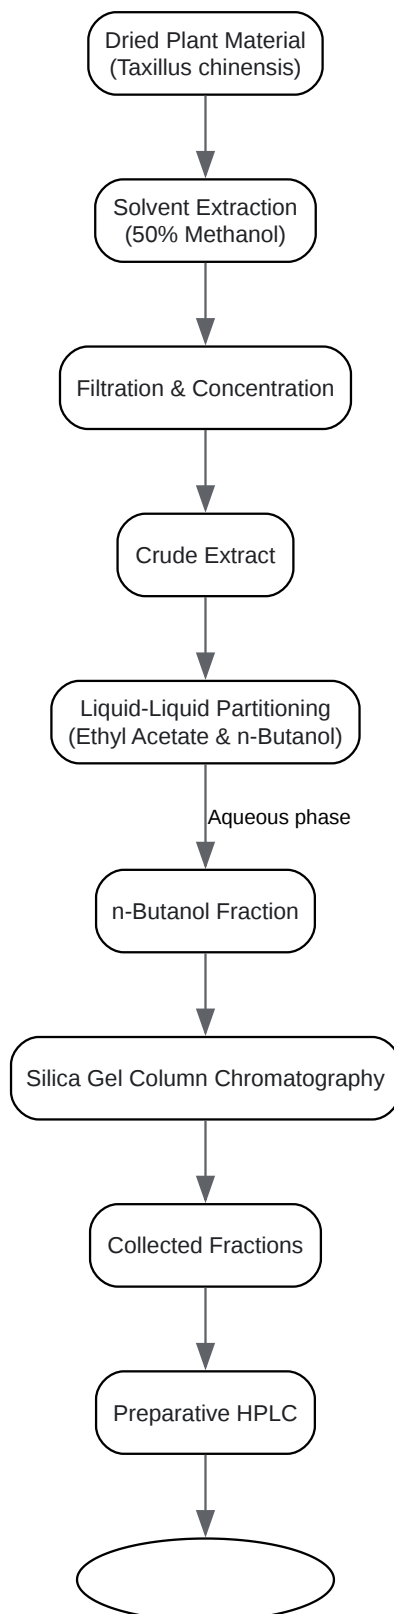 Dried Plant Material
(Taxillus chinensis)
Solvent Extraction
(50% Methanol)
Filtration & Concentration
Crude Extract
Liquid-Liquid Partitioning
(Ethyl Acetate & n-Butanol)
Aqueous phase
n-Butanol Fraction
Silica Gel Column Chromatography
Collected Fractions
Preparative HPLC